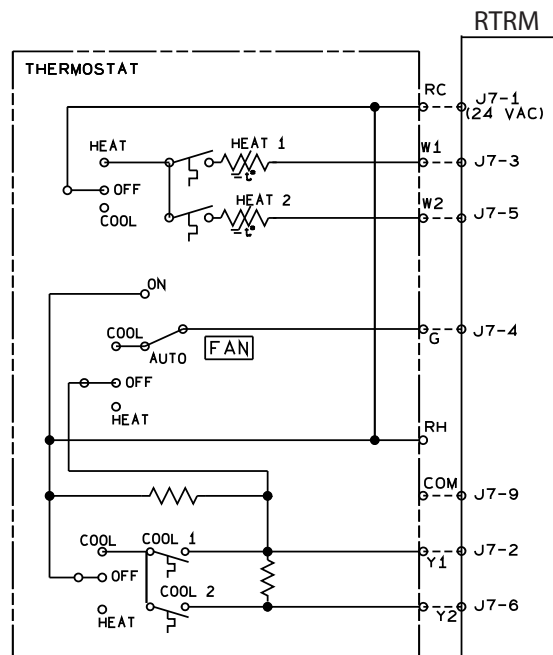 RTRM
THERMOSTAT
RC
J7-1
(24 VAC)
HEAT
HEAT 1
W1
J7-3
-t°
OFF
HEAT 2
W2
J7-5
COOL
-t°
ON
COOL
FAN
G
J7-4
AUTO
OFF
HEAT
RH
COM
J7-9
COOL
COOL 1
J7-2
Y1
OFF
COOL 2
J7-6
HEAT
Y2